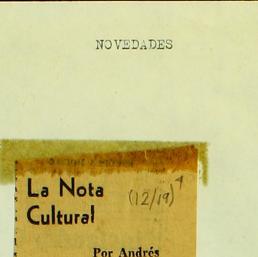 NOVEDADES
La Nota
(12/19)
Cultural
Por Andrés